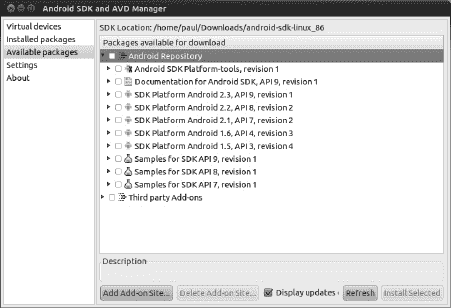 Android SDK and AVD Manager
Virtual devices
Installed packages
Available packages
Settings
About
SDK Location: /home/paul/Downloads/android-sdk-linux_86
Packages available for download
Android Repository
Android SDK Platform-tools, revision 1
Documentation for Android SDK, API 9, revision 1
SDK Platform Android 2.3, API 9, revision 1
SDK Platform Android 2.2, API 8, revision 2
SDK Platform Android 2.1, API 7, revision 2
SDK Platform Android 1.6, API 4, revision 3
SDK Platform Android 1.5, API 3, revision 4
Samples for SDK API 9, revision 1
Samples for SDK API 8, revision 1
Samples for SDK API 7, revision 1
Third party Add-ons
Description
Add Add-on Site... Delete Add-on Site... Display updates Refresh Install Selected